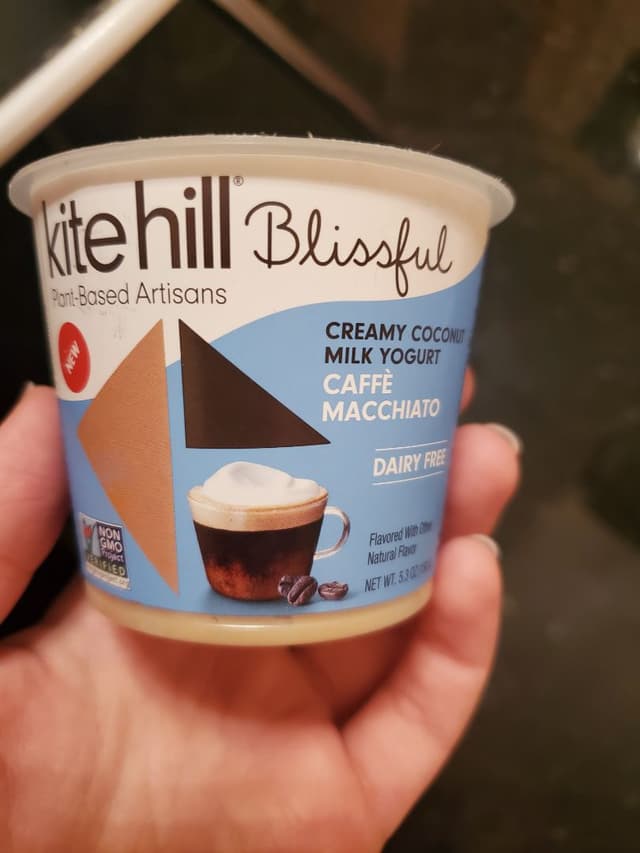 kite hill® Blissful
Plant-Based Artisans
NEW
CREAMY COCONUT
MILK YOGURT
CAFFÈ
MACCHIATO
DAIRY FREE
Flavored With Other
Natural Flavor
NET WT. 5.3 OZ
NON
GMO
Project
VERIFIED